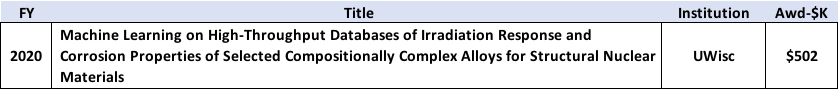 FY Title Institution Awd-$K
Machine Learning on High-Throughput Databases of Irradiation Response and
2020 Corrosion Properties of Selected Compositionally Complex Alloys for Structural Nuclear UWisc $502
Materials